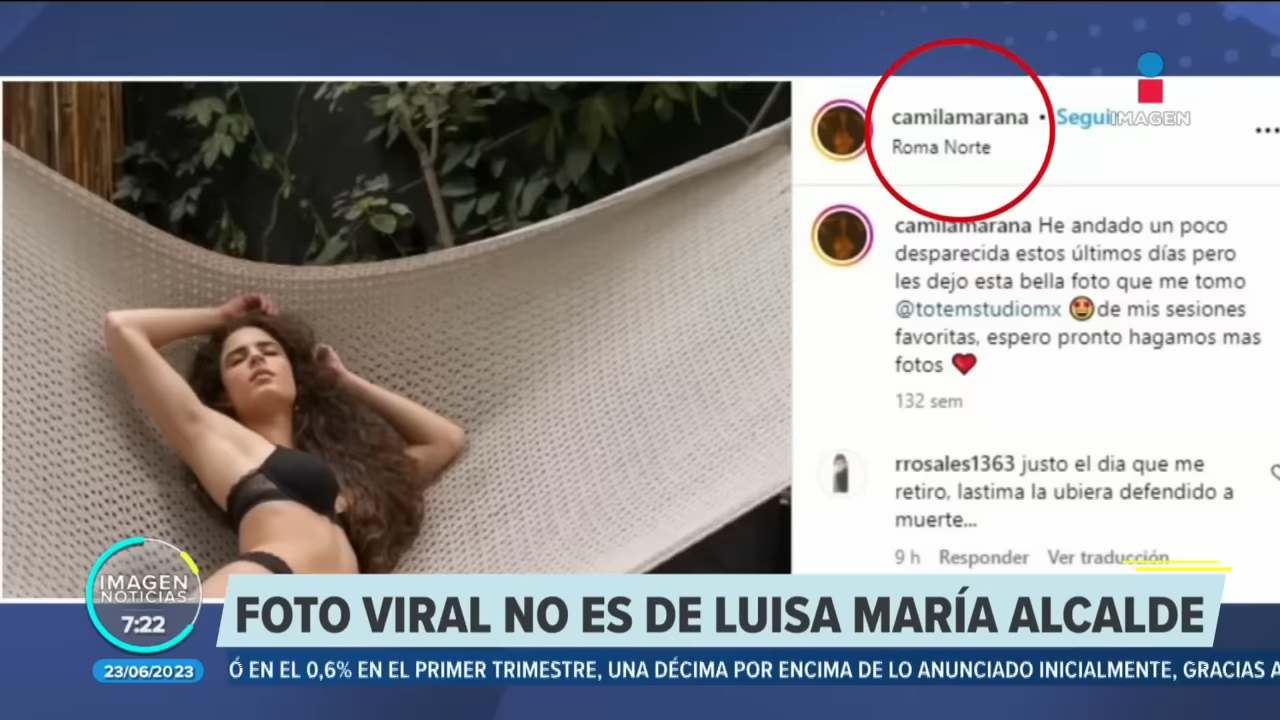 camilamarana • Segui
IMAGEN
Roma Norte
camilamarana He andado un poco
desparecida estos últimos días pero
les dejo esta bella foto que me tomo
@totemstudiomx 🤩de mis sesiones
favoritas, espero pronto hagamos mas
fotos ❤️
132 sem
rrosales1363 justo el dia que me
retiro, lastima la ubiera defendido a
muerte...
9 h Responder Ver traducción
IMAGEN
NOTICIAS
7:22
FOTO VIRAL NO ES DE LUISA MARÍA ALCALDE
23/06/2023
Ó EN EL 0,6% EN EL PRIMER TRIMESTRE, UNA DÉCIMA POR ENCIMA DE LO ANUNCIADO INICIALMENTE, GRACIAS A